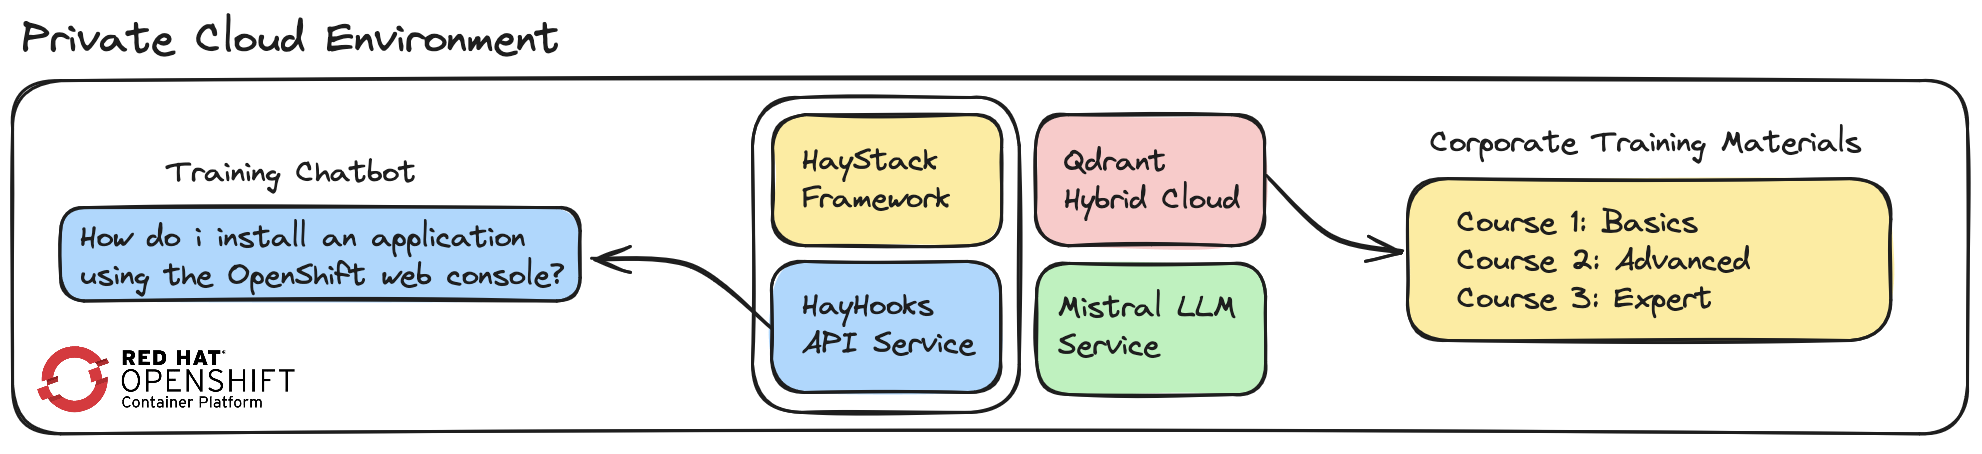 Private Cloud Environment
Training Chatbot
How do i install an application
using the OpenShift web console?
RED HAT®
OPENSHIFT
Container Platform
HayStack
Framework
HayHooks
API Service
Qdrant
Hybrid Cloud
Mistral LLM
Service
Corporate Training Materials
Course 1: Basics
Course 2: Advanced
Course 3: Expert